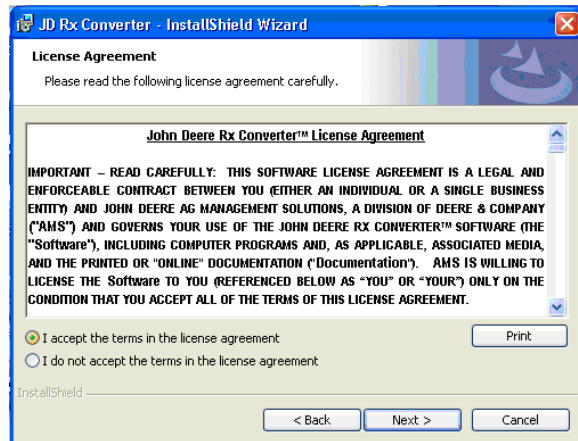 JD Rx Converter - InstallShield Wizard
License Agreement
Please read the following license agreement carefully.
John Deere Rx Converter™ License Agreement
IMPORTANT – READ CAREFULLY: THIS SOFTWARE LICENSE AGREEMENT IS A LEGAL AND
ENFORCEABLE CONTRACT BETWEEN YOU (EITHER AN INDIVIDUAL OR A SINGLE BUSINESS
ENTITY) AND JOHN DEERE AG MANAGEMENT SOLUTIONS, A DIVISION OF DEERE & COMPANY
("AMS") AND GOVERNS YOUR USE OF THE JOHN DEERE RX CONVERTER™ SOFTWARE (THE
"Software"), INCLUDING COMPUTER PROGRAMS AND, AS APPLICABLE, ASSOCIATED MEDIA,
AND THE PRINTED OR "ONLINE" DOCUMENTATION ("Documentation"). AMS IS WILLING TO
LICENSE THE Software TO YOU (REFERENCED BELOW AS “YOU” OR “YOUR”) ONLY ON THE
CONDITION THAT YOU ACCEPT ALL OF THE TERMS OF THIS LICENSE AGREEMENT.
I accept the terms in the license agreement
Print
I do not accept the terms in the license agreement
InstallShield
< Back Next > Cancel